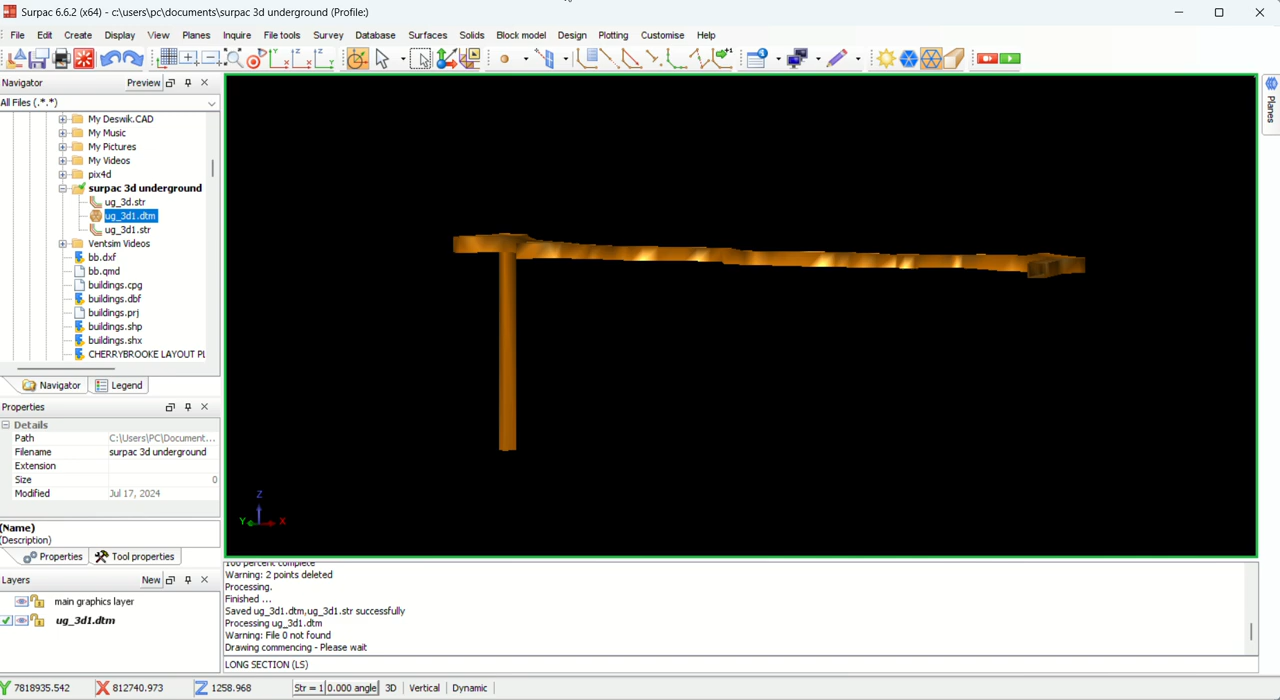 Surpac 6.6.2 (x64) - c:\users\pc\documents\surpac 3d underground (Profile:)
File Edit Create Display View Planes Inquire File tools Survey Database Surfaces Solids Block model Design Plotting Customise Help
Navigator Preview
All Files (.*.*)
My Deswik.CAD
My Music
My Pictures
My Videos
pix4d
surpac 3d underground
ug_3d.str
ug_3d1.dtm
ug_3d1.str
Ventsim Videos
bb.dxf
bb.qmd
buildings.cpg
buildings.dbf
buildings.prj
buildings.shp
buildings.shx
CHERRYBROOKE LAYOUT PL
Navigator Legend
Properties
Details
Path C:\Users\PC\Document...
Filename surpac 3d underground
Extension
Size 0
Modified Jul 17, 2024
(Name)
(Description)
Properties Tool properties
Layers New
main graphics layer
ug_3d1.dtm
Planes
Z
Y X
100 percent complete
Warning: 2 points deleted
Processing.
Finished ...
Saved ug_3d1.dtm,ug_3d1.str successfully
Processing ug_3d1.dtm
Warning: File 0 not found
Drawing commencing - Please wait
LONG SECTION (LS)
Y 7818935.542 X 812740.973 Z 1258.968 Str = 1 0.000 angle 3D Vertical Dynamic